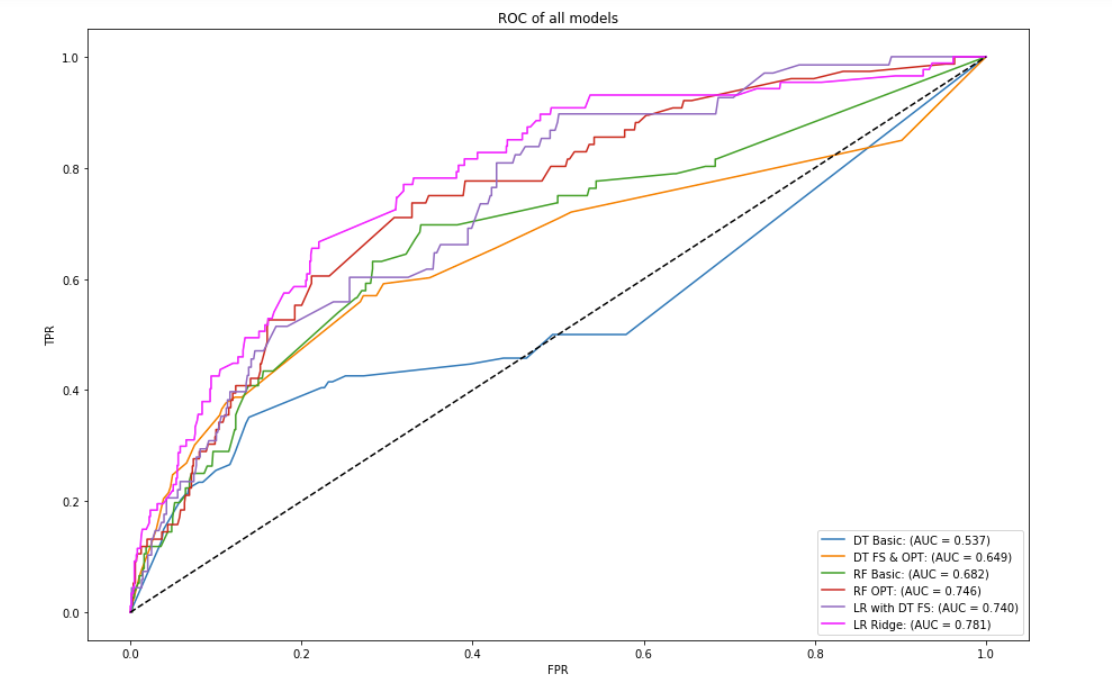 ROC of all models
1.0
0.8
0.6
0.4
0.2
0.0
TPR
0.0 0.2 0.4 0.6 0.8 1.0
FPR
DT Basic: (AUC = 0.537)
DT FS & OPT: (AUC = 0.649)
RF Basic: (AUC = 0.682)
RF OPT: (AUC = 0.746)
LR with DT FS: (AUC = 0.740)
LR Ridge: (AUC = 0.781)